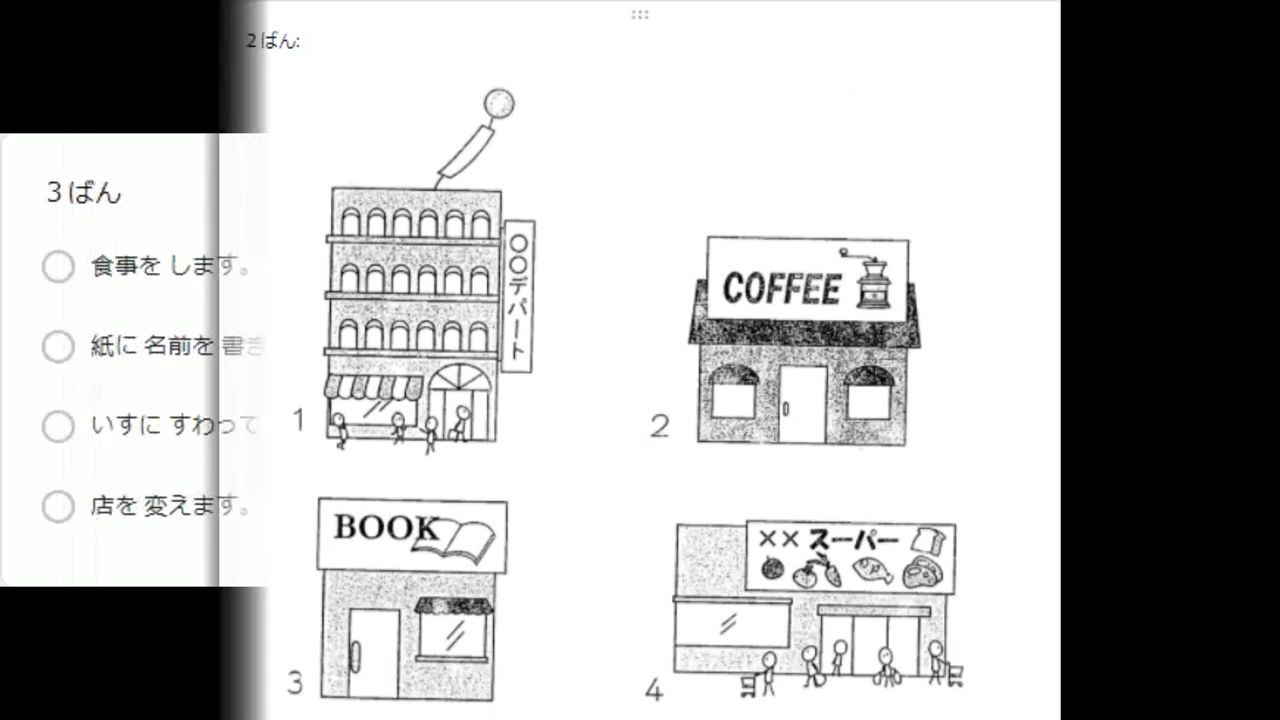 2ばん:
○○デパート
1
COFFEE
2
BOOK
3
××スーパー
4
3ばん
食事を します。
紙に 名前を 書き
いすに すわって
店を 変えます。